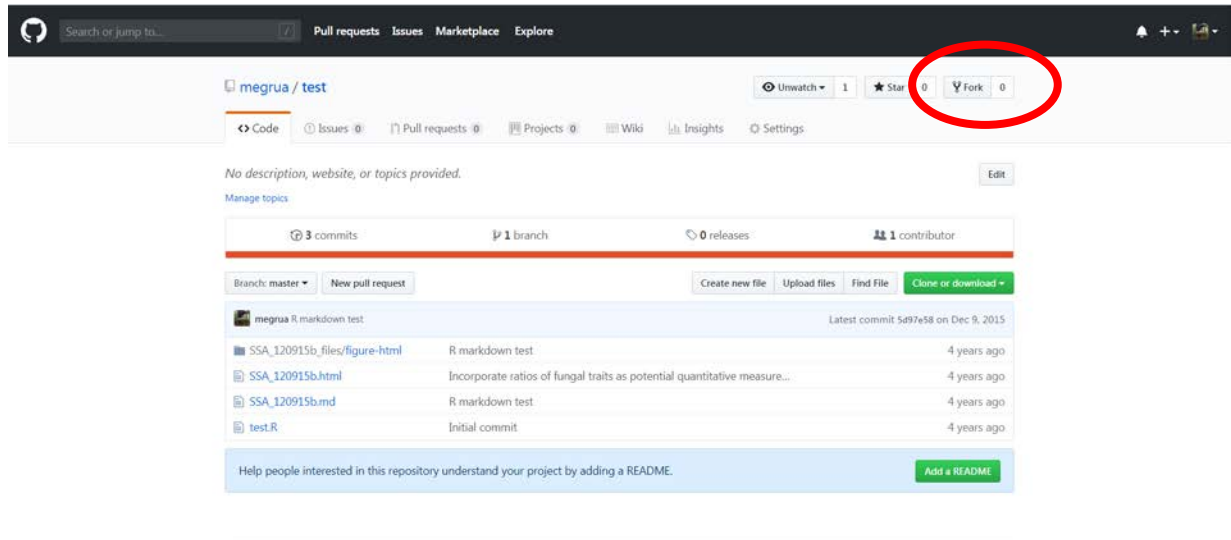 Search or jump to... / Pull requests Issues Marketplace Explore
megrua / test Unwatch 1 Star 0 Fork 0
Code Issues 0 Pull requests 0 Projects 0 Wiki Insights Settings
No description, website, or topics provided. Edit
Manage topics
3 commits 1 branch 0 releases 1 contributor
Branch: master New pull request Create new file Upload files Find File Clone or download
megrua R markdown test Latest commit 5d97e58 on Dec 9, 2015
SSA_120915b_files/figure-html R markdown test 4 years ago
SSA_120915b.html Incorporate ratios of fungal traits as potential quantitative measure... 4 years ago
SSA_120915b.md R markdown test 4 years ago
test.R Initial commit 4 years ago
Help people interested in this repository understand your project by adding a README. Add a README